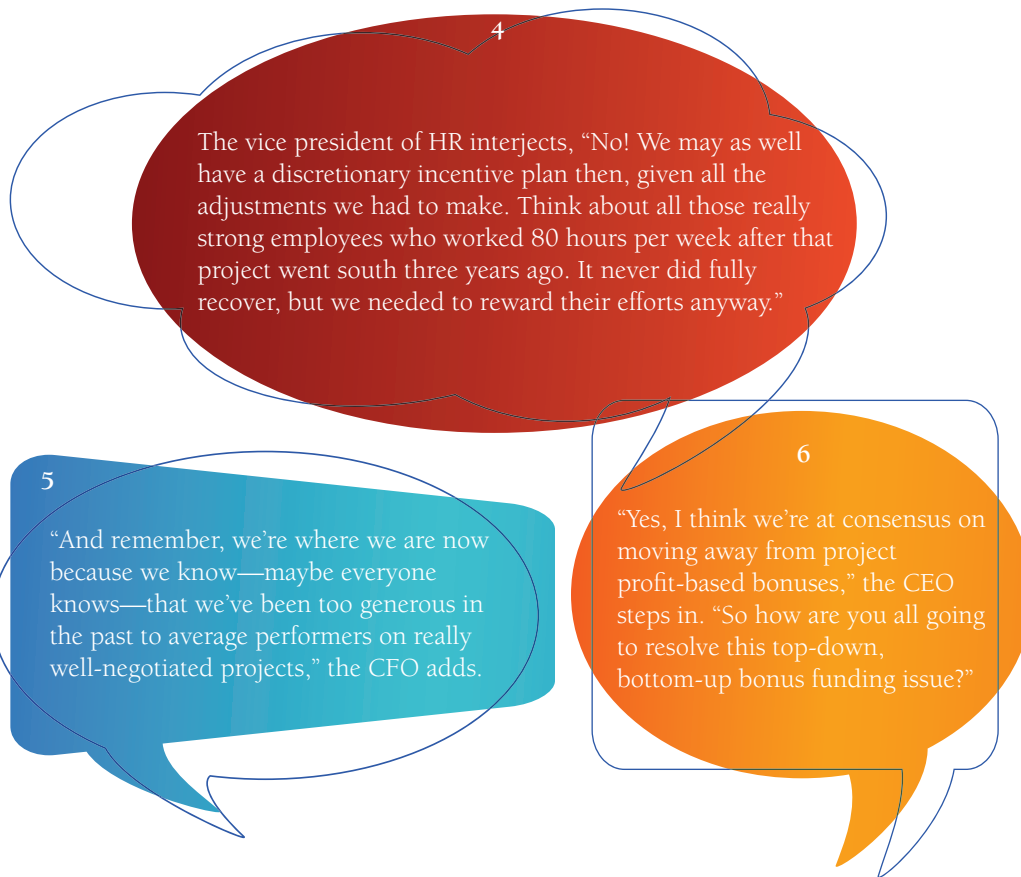 4
The vice president of HR interjects, “No! We may as well
have a discretionary incentive plan then, given all the
adjustments we had to make. Think about all those really
strong employees who worked 80 hours per week after that
project went south three years ago. It never did fully
recover, but we needed to reward their efforts anyway.”
5
“And remember, we’re where we are now
because we know—maybe everyone
knows—that we’ve been too generous in
the past to average performers on really
well-negotiated projects,” the CFO adds.
6
“Yes, I think we’re at consensus on
moving away from project
profit-based bonuses,” the CEO
steps in. “So how are you all going
to resolve this top-down,
bottom-up bonus funding issue?”